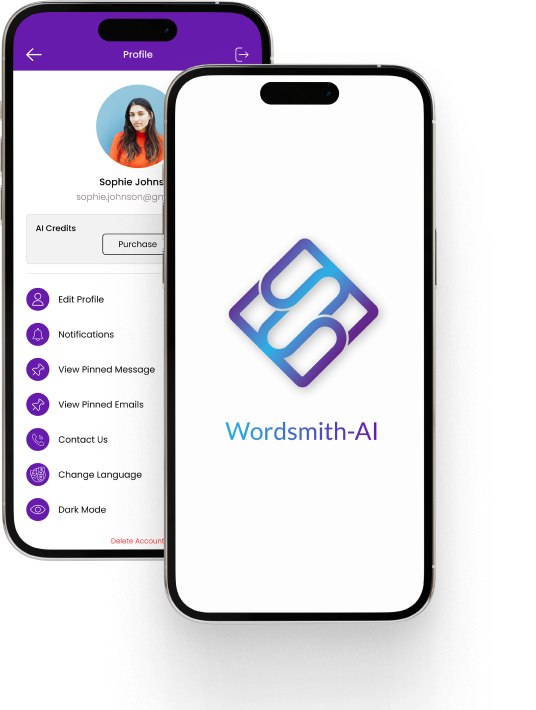 Profile
Sophie Johns
sophie.johnson@g
AI Credits
Purchase
Edit Profile
Notifications
View Pinned Message
View Pinned Emails
Contact Us
Change Language
Dark Mode
Delete Account
Wordsmith-AI